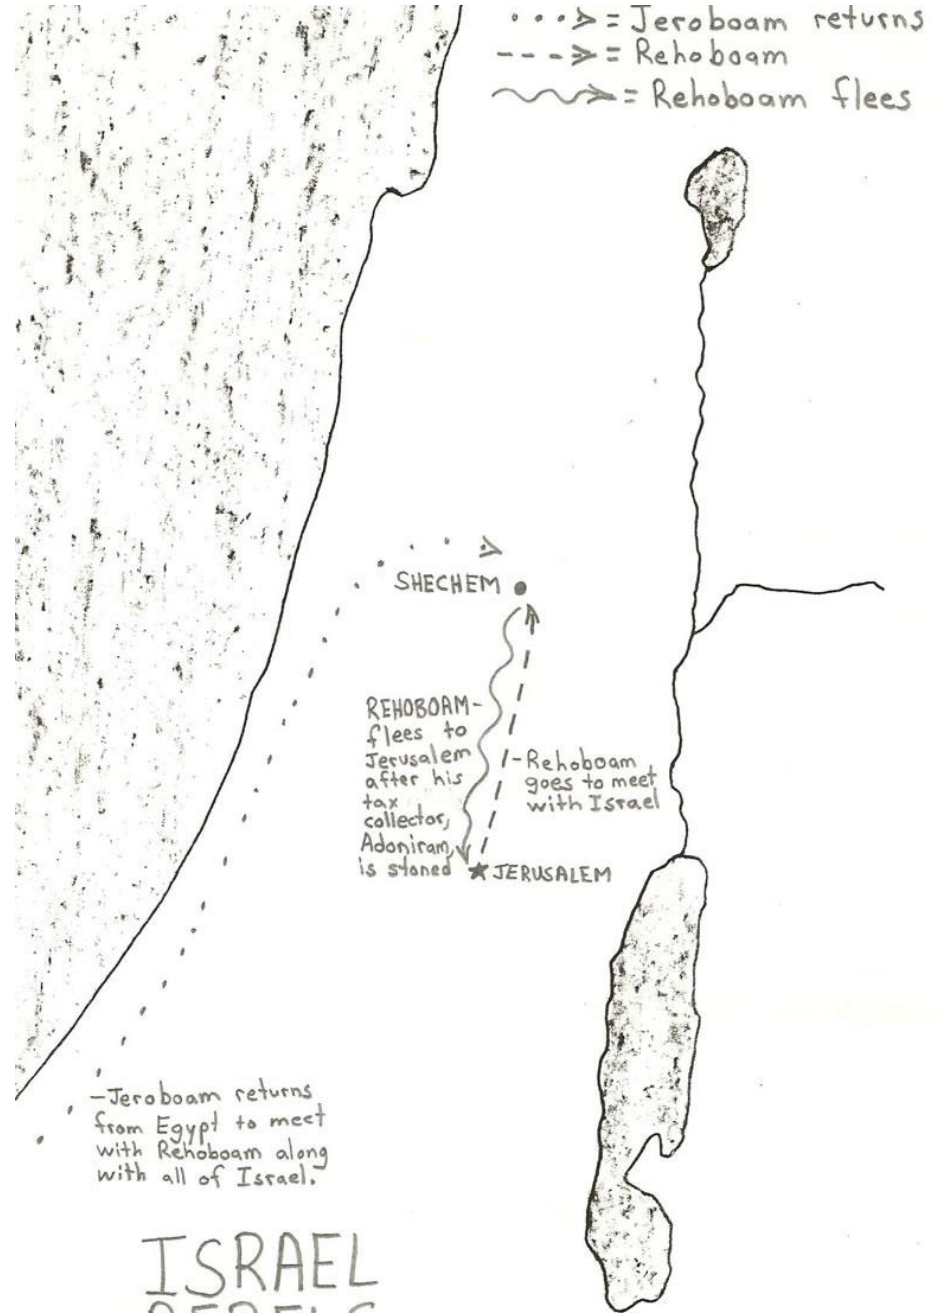 = Jeroboam returns
= Rehoboam
= Rehoboam flees
SHECHEM
REHOBOAM-
flees to
Jerusalem
after his
tax
collector,
Adoniram,
is stoned
-Rehoboam
goes to meet
with Israel
JERUSALEM
-Jeroboam returns
from Egypt to meet
with Rehoboam along
with all of Israel.
ISRAEL
REBELS